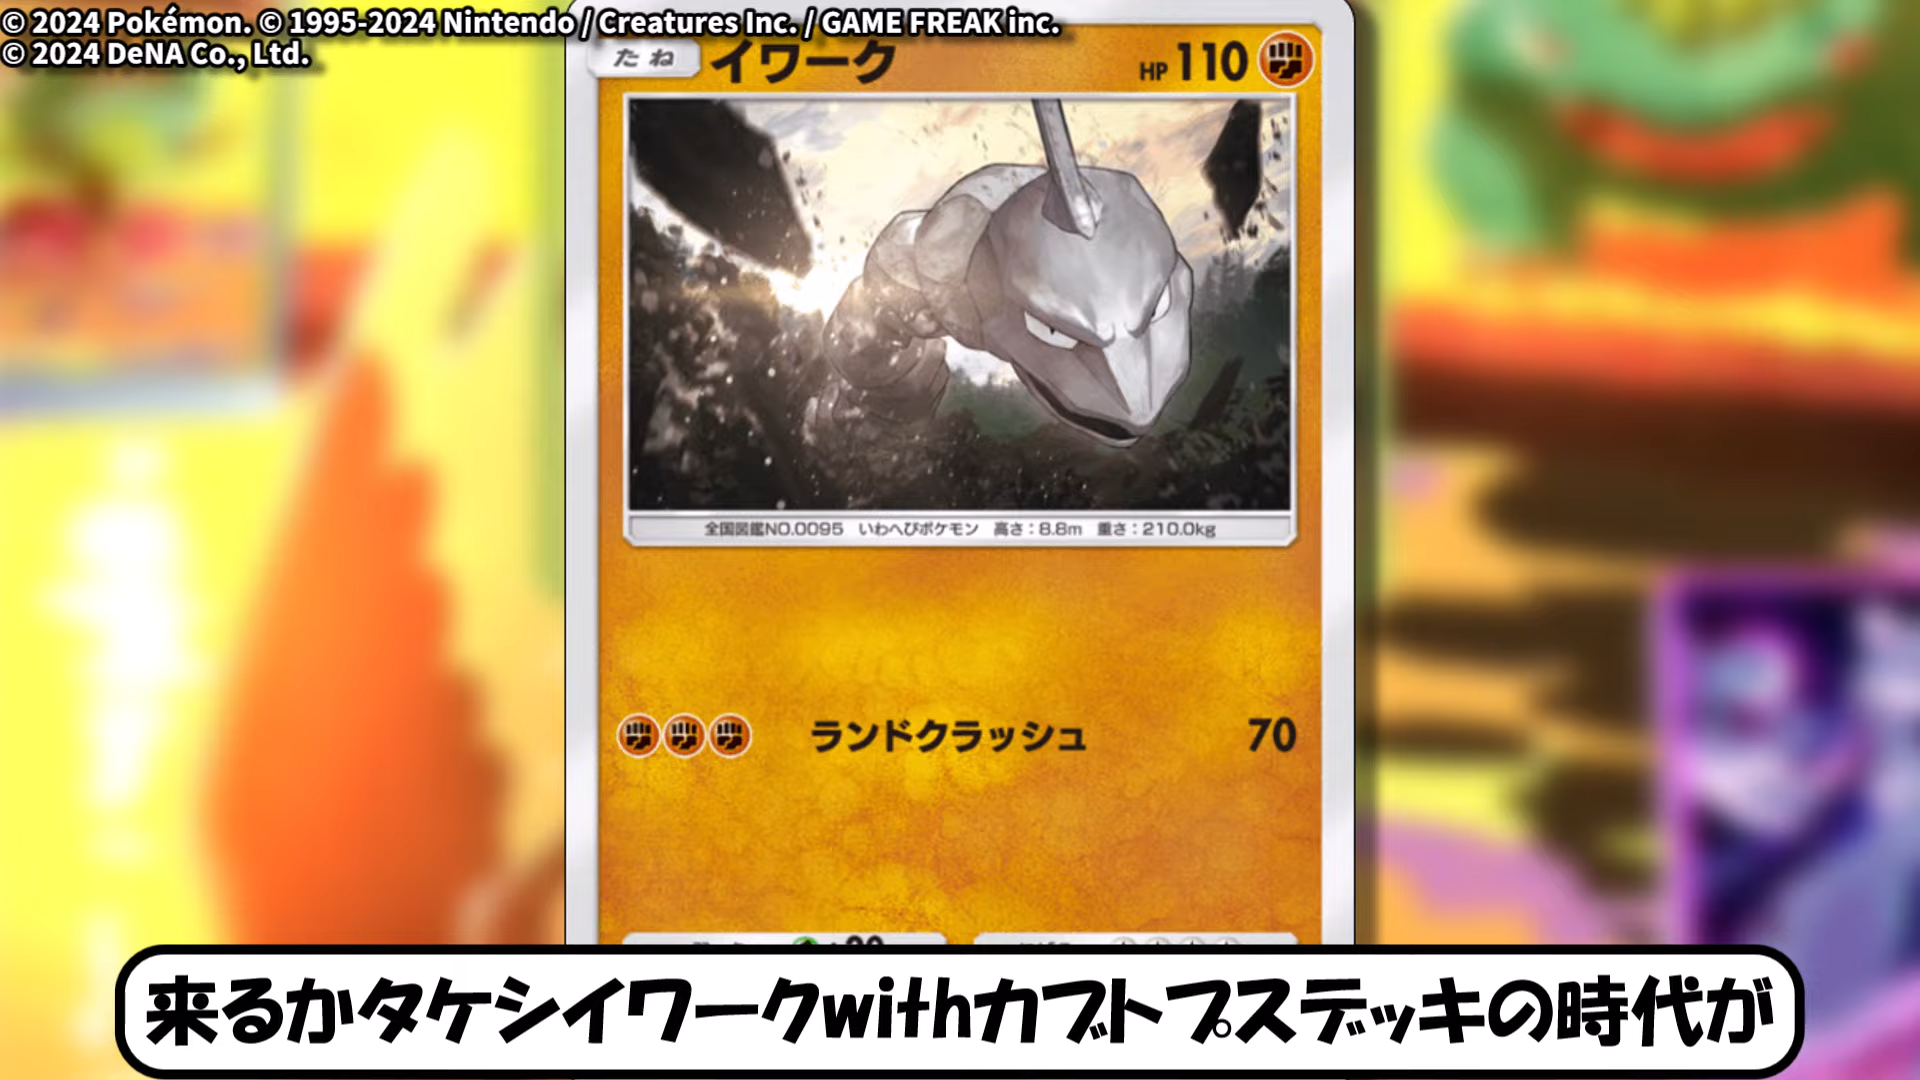 © 2024 Pokémon. © 1995-2024 Nintendo / Creatures Inc. / GAME FREAK inc.
© 2024 DeNA Co., Ltd.
たね イワーク HP 110
全国図鑑NO.0095 いわへびポケモン 高さ：8.8m 重さ：210.0kg
ランドクラッシュ 70
来るかタケシイワークwithカブトプスデッキの時代が